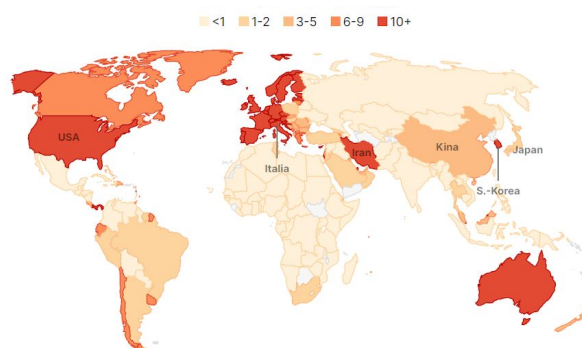 <1 1-2 3-5 6-9 10+
USA
Iran
Kina
Japan
Italia
S.-Korea